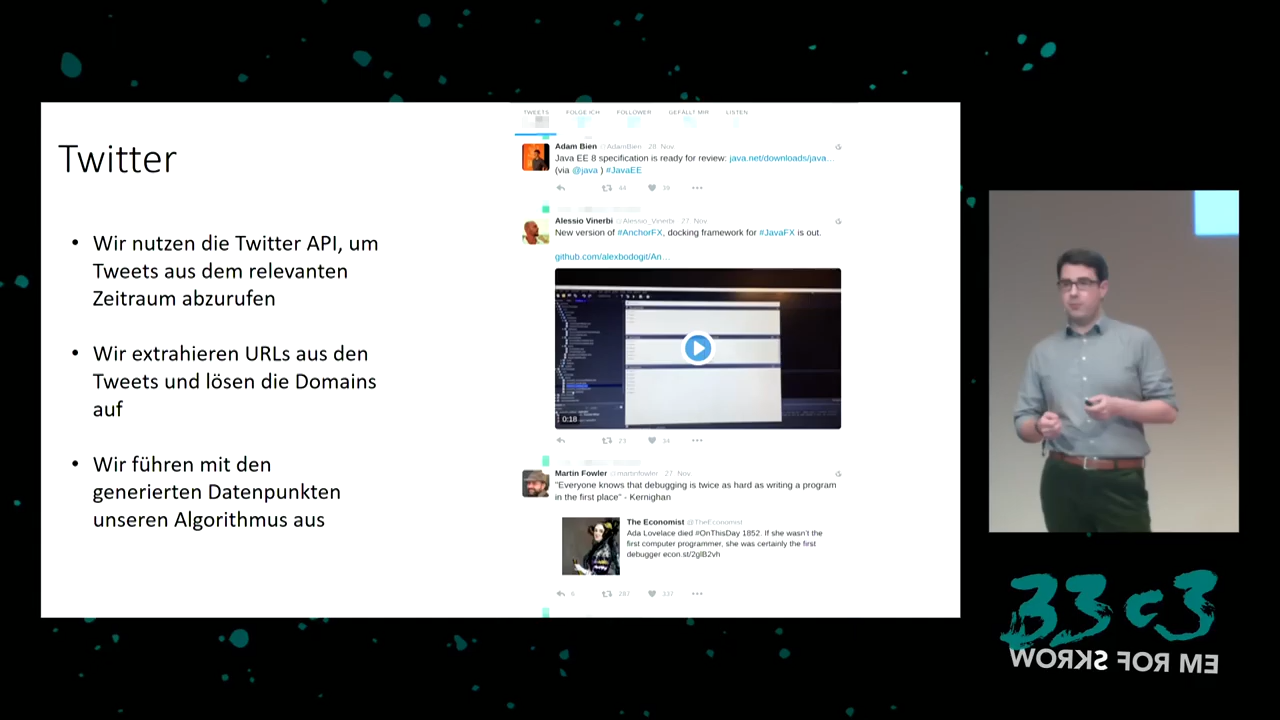 Twitter
• Wir nutzen die Twitter API, um
Tweets aus dem relevanten
Zeitraum abzurufen
• Wir extrahieren URLs aus den
Tweets und lösen die Domains
auf
• Wir führen mit den
generierten Datenpunkten
unseren Algorithmus aus
TWEETS FOLGE ICH FOLLOWER GEFÄLLT MIR LISTEN
Adam Bien @AdamBien 28. Nov.
Java EE 8 specification is ready for review: java.net/downloads/java...
(via @java ) #JavaEE
44 39
Alessio Vinerbi @Alessio_Vinerbi 27. Nov.
New version of #AnchorFX, docking framework for #JavaFX is out.
github.com/alexbodogit/An...
0:18
23 34
Martin Fowler @martinfowler 27. Nov.
"Everyone knows that debugging is twice as hard as writing a program
in the first place" - Kernighan
The Economist @TheEconomist
Ada Lovelace died #OnThisDay 1852. If she wasn't the
first computer programmer, she was certainly the first
debugger econ.st/2glB2vh
6 287 337
33c3
WORKS FOR ME